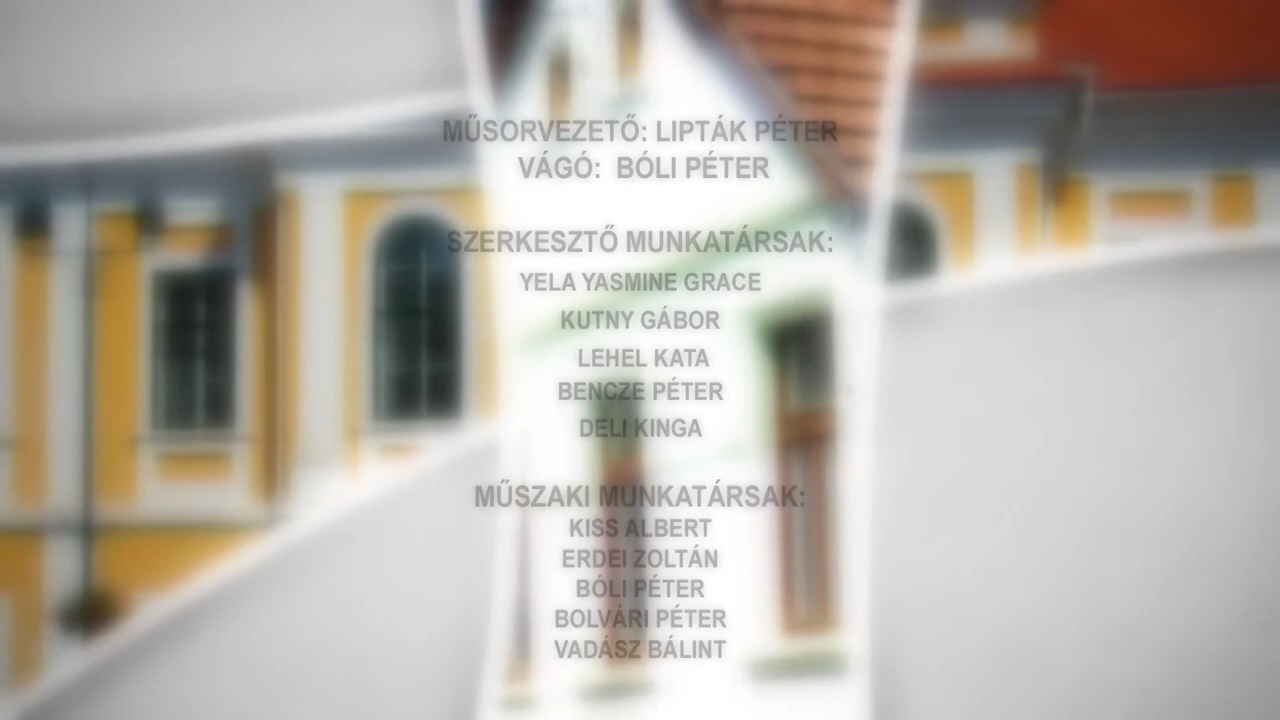 MŰSORVEZETŐ: LIPTÁK PÉTER
VÁGÓ: BÓLI PÉTER
SZERKESZTŐ MUNKATÁRSAK:
YELA YASMINE GRACE
KUTNY GÁBOR
LEHEL KATA
BENCZE PÉTER
DELI KINGA
MŰSZAKI MUNKATÁRSAK:
KISS ALBERT
ERDEI ZOLTÁN
BÓLI PÉTER
BOLVÁRI PÉTER
VADÁSZ BÁLINT